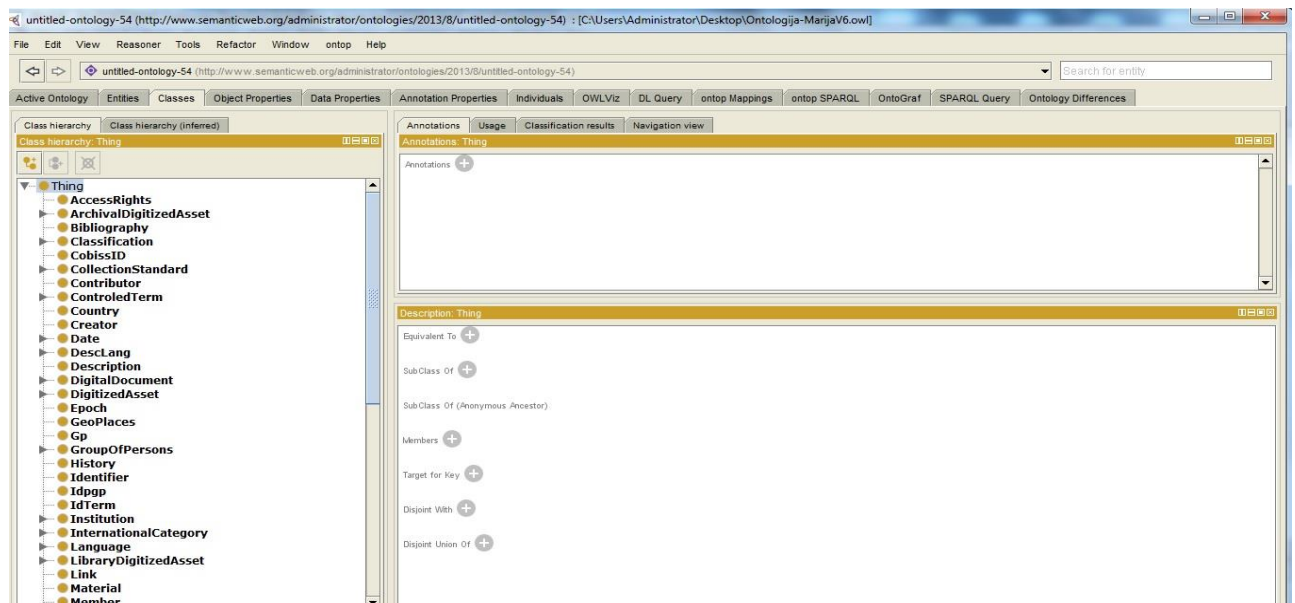 untitled-ontology-54 (http://www.semanticweb.org/administrator/ontologies/2013/8/untitled-ontology-54) : [C:\Users\Administrator\Desktop\Ontologija-MarijaV6.owl]
File Edit View Reasoner Tools Refactor Window ontop Help
untitled-ontology-54 (http://www.semanticweb.org/administrator/ontologies/2013/8/untitled-ontology-54)
Search for entity
Active Ontology Entities Classes Object Properties Data Properties Annotation Properties Individuals OWLViz DL Query ontop Mappings ontop SPARQL OntoGraf SPARQL Query Ontology Differences
Class hierarchy Class hierarchy (inferred)
Class hierarchy: Thing
Thing
AccessRights
ArchivalDigitizedAsset
Bibliography
Classification
CobissID
CollectionStandard
Contributor
ControledTerm
Country
Creator
Date
DescLang
Description
DigitalDocument
DigitizedAsset
Epoch
GeoPlaces
Gp
GroupOfPersons
History
Identifier
Idpgp
IdTerm
Institution
InternationalCategory
Language
LibraryDigitizedAsset
Link
Material
Member
Annotations Usage Classification results Navigation view
Annotations: Thing
Annotations
Description: Thing
Equivalent To
SubClass Of
SubClass Of (Anonymous Ancestor)
Members
Target for Key
Disjoint With
Disjoint Union Of